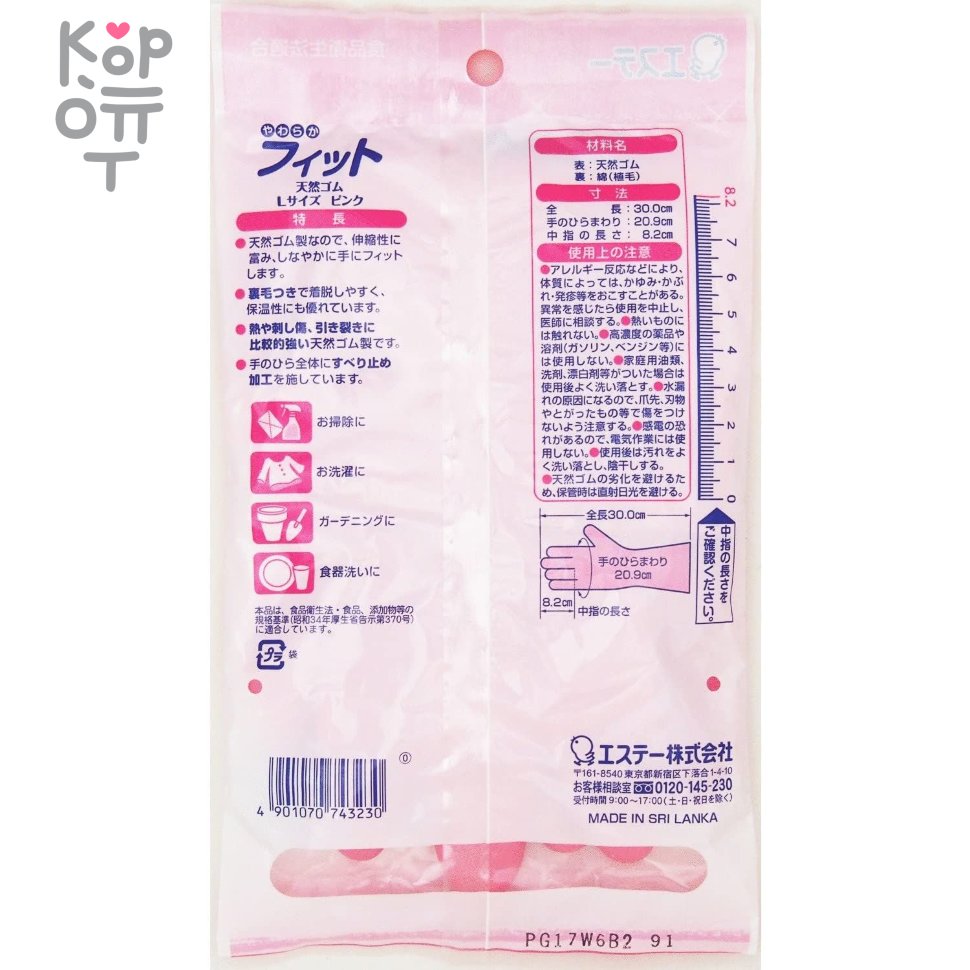 Kop
ОПТ
食品衛生法適合
エステー
やわらか
フィット
天然ゴム
Lサイズ ピンク
特長
●天然ゴム製なので、伸縮性に
富み、しなやかに手にフィット
します。
●裏毛つきで着脱しやすく、
保温性にも優れています。
●熱や刺し傷、引き裂きに
比較的強い天然ゴム製です。
●手のひら全体にすべり止め
加工を施しています。
お掃除に
お洗濯に
ガーデニングに
食器洗いに
本品は、食品衛生法・食品、添加物等の
規格基準(昭和34年厚生省告示第370号)
に適合しています。
プラ 袋
材料名
表:天然ゴム
裏:綿(植毛)
寸法
全長:30.0cm
手のひらまわり:20.9cm
中指の長さ:8.2cm
使用上の注意
●アレルギー反応などにより、
体質によっては、かゆみ・かぶ
れ・発疹等をおこすことがある。
異常を感じたら使用を中止し、
医師に相談する。●熱いものに
は触れない。●高濃度の薬品や
溶剤(ガソリン、ベンジン等)に
は使用しない。●家庭用油類、
洗剤、漂白剤等がついた場合は
使用後よく洗い落とす。●水漏
れの原因になるので、爪先、刃物
やとがったもの等で傷をつけ
ないよう注意する。●感電の恐
れがあるので、電気作業には使
用しない。●使用後は汚れをよ
く洗い落とし、陰干しする。
●天然ゴムの劣化を避けるた
め、保管時は直射日光を避ける。
8.2
7
6
5
4
3
2
1
0
中指の長さを
ご確認ください。
全長30.0cm
手のひらまわり
20.9cm
8.2cm
中指の長さ
4 901070 743230
0
エステー株式会社
〒161-8540 東京都新宿区下落合1-4-10
お客様相談室 0120-145-230
受付時間 9:00〜17:00(土・日・祝日を除く)
MADE IN SRI LANKA
PG17W6B2 91